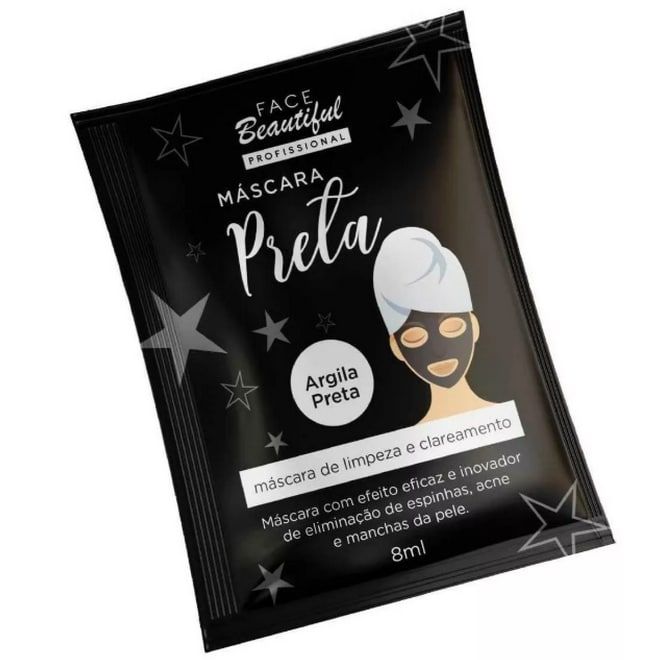 FACE
Beautiful
PROFISSIONAL
MÁSCARA
Preta
Argila
Preta
máscara de limpeza e clareamento
Máscara com efeito eficaz e inovador
de eliminação de espinhas, acne
e manchas da pele.
8ml